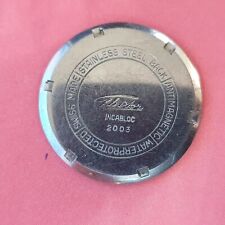 STAINLESS STEEL BACK
ANTIMAGNETIC
WATERPROTECTED
SWISS MADE
INCABLOC
2003